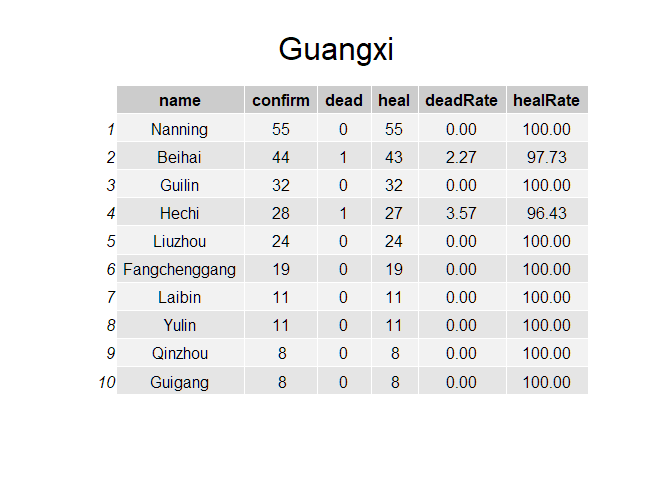 Guangxi
name confirm dead heal deadRate healRate
1 Nanning 55 0 55 0.00 100.00
2 Beihai 44 1 43 2.27 97.73
3 Guilin 32 0 32 0.00 100.00
4 Hechi 28 1 27 3.57 96.43
5 Liuzhou 24 0 24 0.00 100.00
6 Fangchenggang 19 0 19 0.00 100.00
7 Laibin 11 0 11 0.00 100.00
8 Yulin 11 0 11 0.00 100.00
9 Qinzhou 8 0 8 0.00 100.00
10 Guigang 8 0 8 0.00 100.00